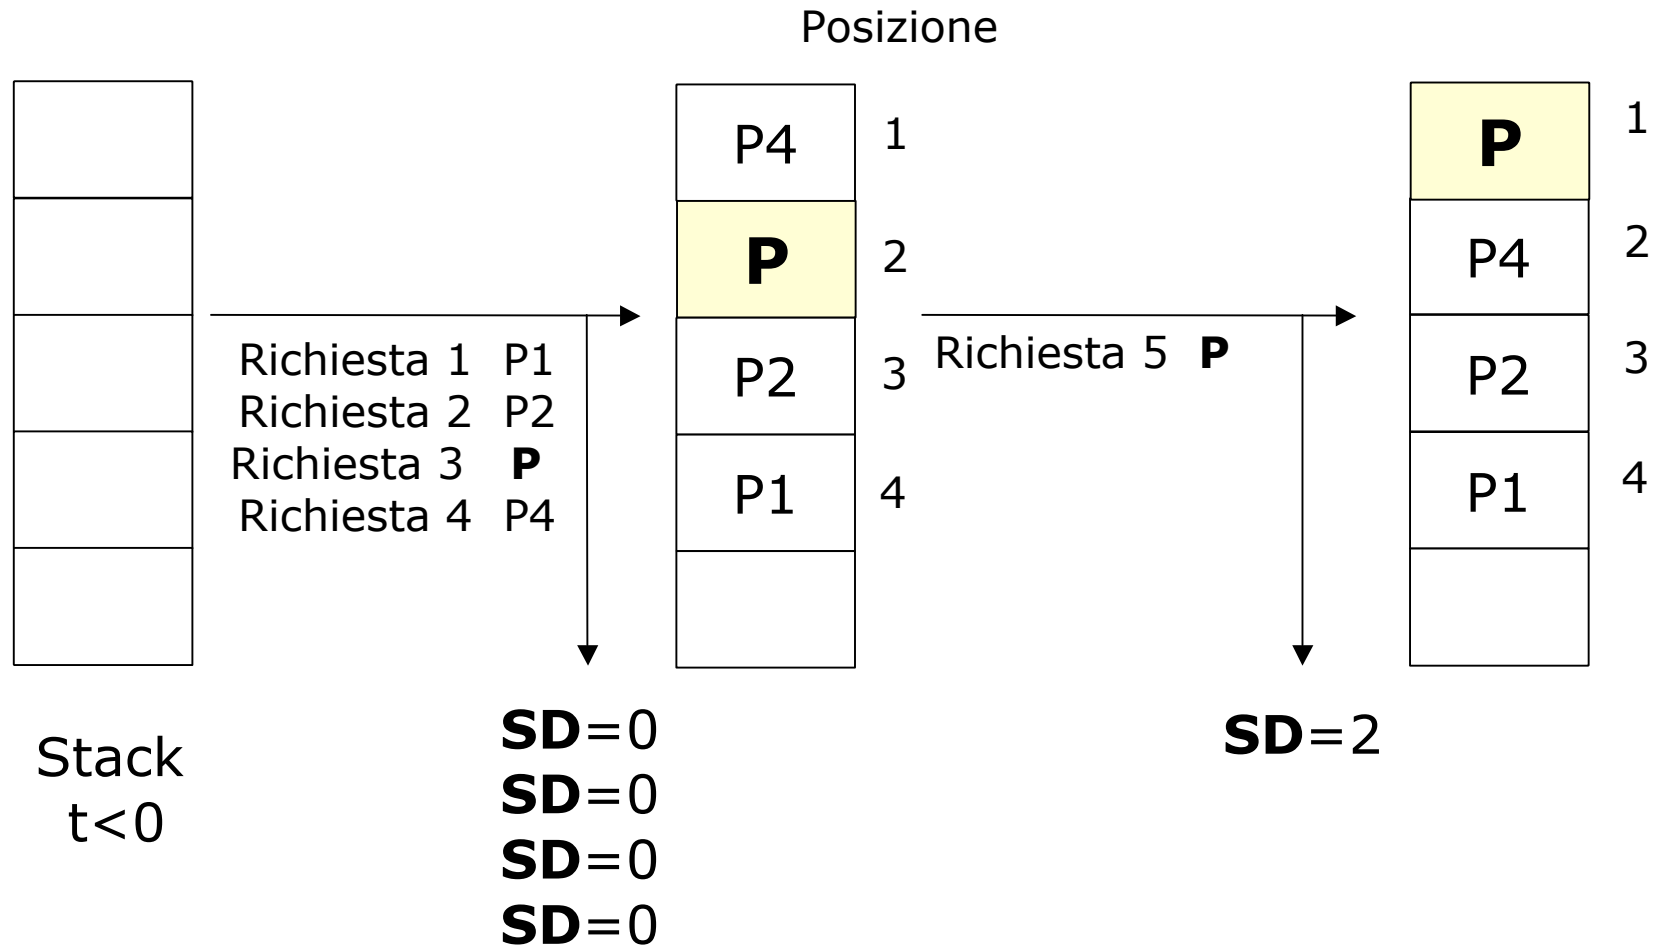 Posizione
P4 1
P 2
P2 3
P1 4
P 1
P4 2
P2 3
P1 4
Richiesta 1 P1
Richiesta 2 P2
Richiesta 3 P
Richiesta 4 P4
Richiesta 5 P
Stack
t<0
SD=0
SD=0
SD=0
SD=0
SD=2